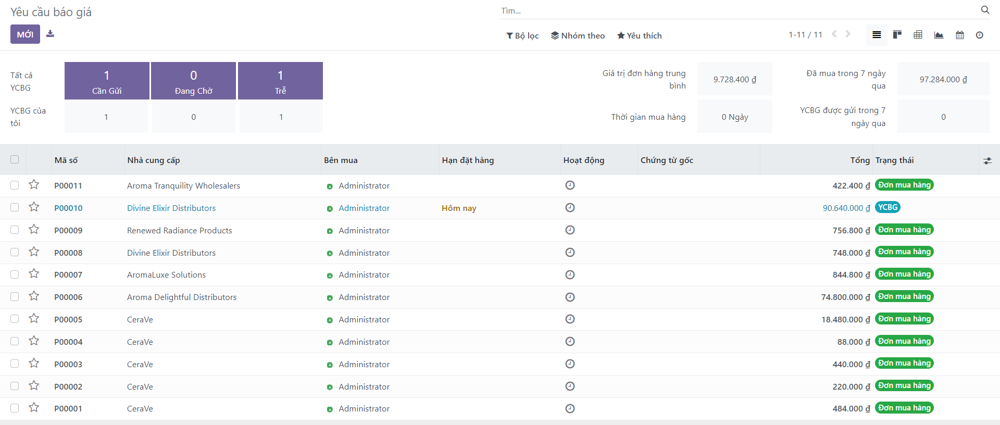 Yêu cầu báo giá
Tìm...
MỚI
Bộ lọc Nhóm theo Yêu thích
1-11 / 11
Tất cả YCBG
1 Cần Gửi
0 Đang Chờ
1 Trễ
YCBG của tôi
1 0 1
Giá trị đơn hàng trung bình
9.728.400 ₫
Đã mua trong 7 ngày qua
97.284.000 ₫
Thời gian mua hàng
0 Ngày
YCBG được gửi trong 7 ngày qua
0
Mã số Nhà cung cấp Bên mua Hạn đặt hàng Hoạt động Chứng từ gốc Tổng Trạng thái
P00011 Aroma Tranquility Wholesalers Administrator 422.400 ₫ Đơn mua hàng
P00010 Divine Elixir Distributors Administrator Hôm nay 90.640.000 ₫ YCBG
P00009 Renewed Radiance Products Administrator 756.800 ₫ Đơn mua hàng
P00008 Divine Elixir Distributors Administrator 748.000 ₫ Đơn mua hàng
P00007 AromaLuxe Solutions Administrator 844.800 ₫ Đơn mua hàng
P00006 Aroma Delightful Distributors Administrator 74.800.000 ₫ Đơn mua hàng
P00005 CeraVe Administrator 18.480.000 ₫ Đơn mua hàng
P00004 CeraVe Administrator 88.000 ₫ Đơn mua hàng
P00003 CeraVe Administrator 440.000 ₫ Đơn mua hàng
P00002 CeraVe Administrator 220.000 ₫ Đơn mua hàng
P00001 CeraVe Administrator 484.000 ₫ Đơn mua hàng